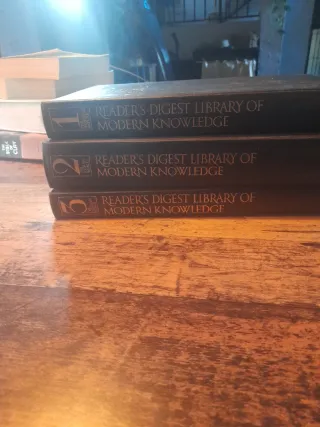 1 READER'S DIGEST LIBRARY OF
MODERN KNOWLEDGE
2 READER'S DIGEST LIBRARY OF
MODERN KNOWLEDGE
READER'S DIGEST LIBRARY OF
MODERN KNOWLEDGE